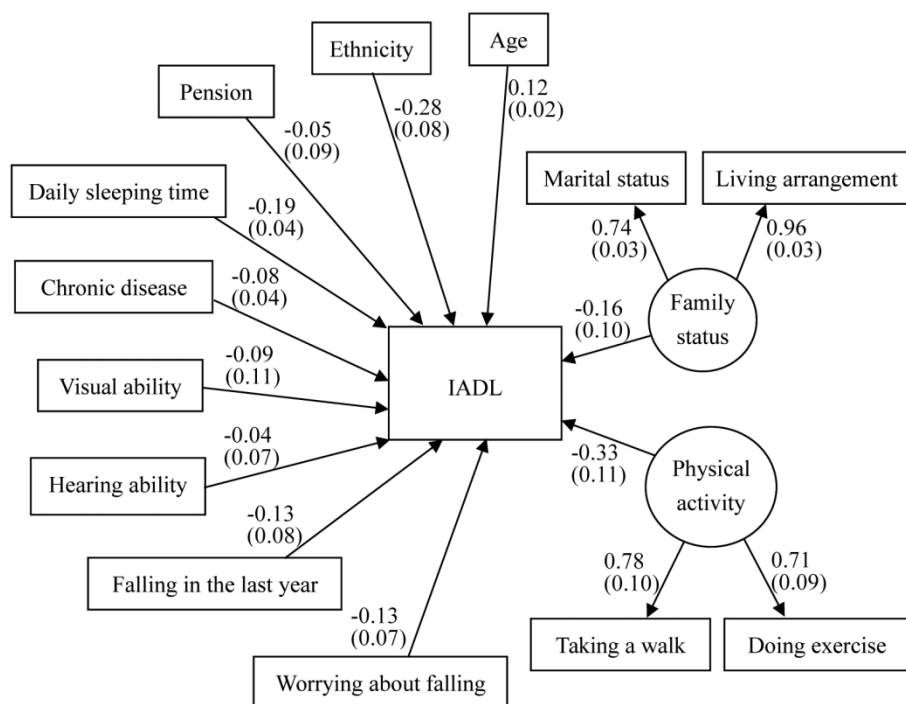 Ethnicity
Age
Pension
-0.28
(0.08)
0.12
(0.02)
-0.05
(0.09)
Marital status
Living arrangement
Daily sleeping time
-0.19
(0.04)
0.74
(0.03)
0.96
(0.03)
Chronic disease
-0.08
(0.04)
Family
status
-0.16
(0.10)
Visual ability
-0.09
(0.11)
IADL
Hearing ability
-0.04
(0.07)
-0.33
(0.11)
Physical
activity
-0.13
(0.08)
Falling in the last year
0.78
(0.10)
0.71
(0.09)
-0.13
(0.07)
Taking a walk
Doing exercise
Worrying about falling